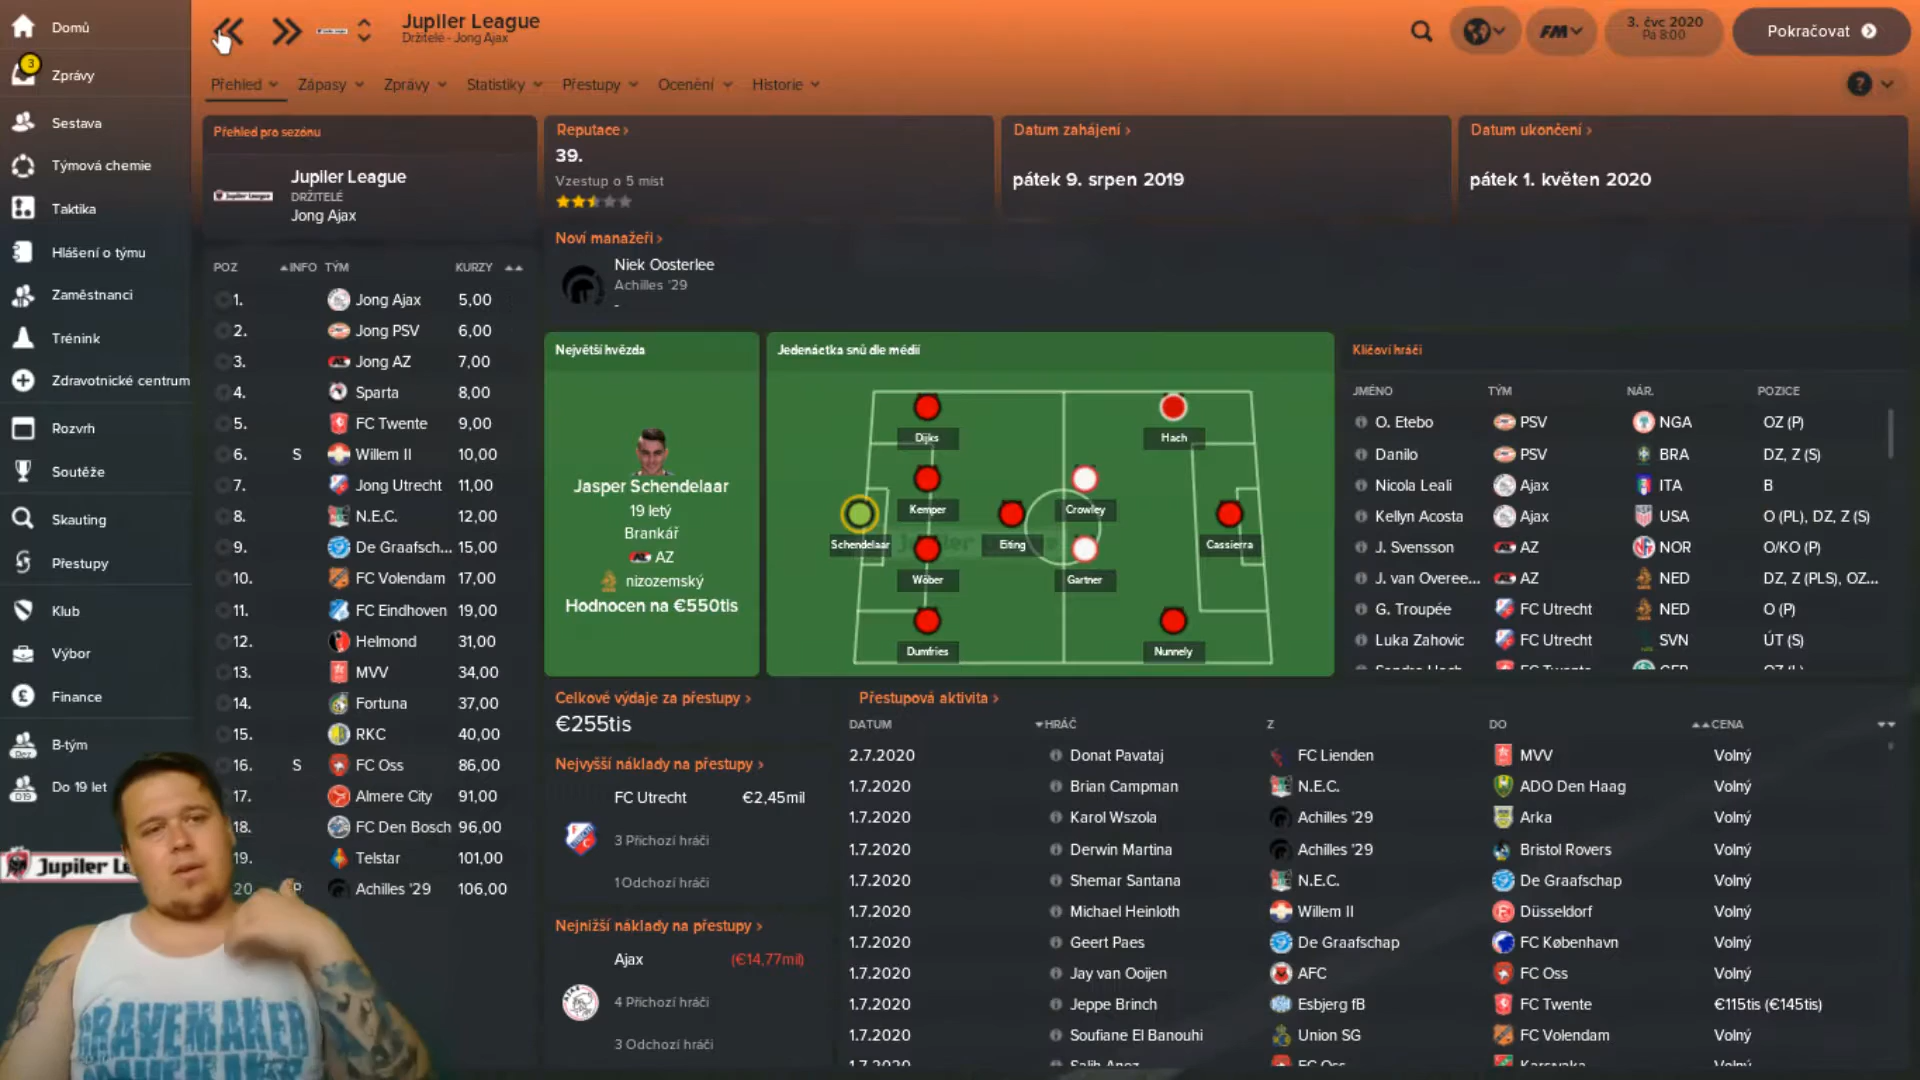 Domů
3
Zprávy
Sestava
Týmová chemie
Taktika
Hlášení o týmu
Zaměstnanci
Trénink
Zdravotnické centrum
Rozvrh
Soutěže
Skauting
Přestupy
Klub
Výbor
Finance
B-tým
Do 19 let
Jupiler League
Držitelé - Jong Ajax
FM
3. čvc 2020
Pá 8:00
Pokračovat
Přehled
Zápasy
Zprávy
Statistiky
Přestupy
Ocenění
Historie
?
Přehled pro sezónu
Jupiler League
DRŽITELÉ
Jong Ajax
Reputace
39.
Vzestup o 5 míst
Datum zahájení
pátek 9. srpen 2019
Datum ukončení
pátek 1. květen 2020
Noví manažeři
Niek Oosterlee
Achilles '29
-
POZ INFO TÝM KURZY
1. Jong Ajax 5,00
2. Jong PSV 6,00
3. Jong AZ 7,00
4. Sparta 8,00
5. FC Twente 9,00
6. S Willem II 10,00
7. Jong Utrecht 11,00
8. N.E.C. 12,00
9. De Graafsch... 15,00
10. FC Volendam 17,00
11. FC Eindhoven 19,00
12. Helmond 31,00
13. MVV 34,00
14. Fortuna 37,00
15. RKC 40,00
16. S FC Oss 86,00
17. Almere City 91,00
18. FC Den Bosch 96,00
19. Telstar 101,00
20. P Achilles '29 106,00
Největší hvězda
Jasper Schendelaar
19 letý
Brankář
AZ
nizozemský
Hodnocen na €550tis
Jedenáctka snů dle médií
Dijks
Hach
Kemper
Crowley
Schendelaar
Eiting
Cassierra
Wöber
Gartner
Dumfries
Nunnely
Klíčoví hráči
JMÉNO TÝM NÁR. POZICE
O. Etebo PSV NGA OZ (P)
Danilo PSV BRA DZ, Z (S)
Nicola Leali Ajax ITA B
Kellyn Acosta Ajax USA O (PL), DZ, Z (S)
J. Svensson AZ NOR O/KO (P)
J. van Overee... AZ NED DZ, Z (PLS), OZ...
G. Troupée FC Utrecht NED O (P)
Luka Zahovic FC Utrecht SVN ÚT (S)
Celkové výdaje za přestupy
€255tis
Nejvyšší náklady na přestupy
FC Utrecht €2,45mil
3 Příchozí hráči
1 Odchozí hráči
Nejnižší náklady na přestupy
Ajax (€14,77mil)
4 Příchozí hráči
3 Odchozí hráči
Přestupová aktivita
DATUM HRÁČ Z DO CENA
2.7.2020 Donat Pavataj FC Lienden MVV Volný
1.7.2020 Brian Campman N.E.C. ADO Den Haag Volný
1.7.2020 Karol Wszola Achilles '29 Arka Volný
1.7.2020 Derwin Martina Achilles '29 Bristol Rovers Volný
1.7.2020 Shemar Santana N.E.C. De Graafschap Volný
1.7.2020 Michael Heinloth Willem II Düsseldorf Volný
1.7.2020 Geert Paes De Graafschap FC København Volný
1.7.2020 Jay van Ooijen AFC FC Oss Volný
1.7.2020 Jeppe Brinch Esbjerg fB FC Twente €115tis (€145tis)
1.7.2020 Soufiane El Banouhi Union SG FC Volendam Volný
Jupiler Le
GRAVEMAKER